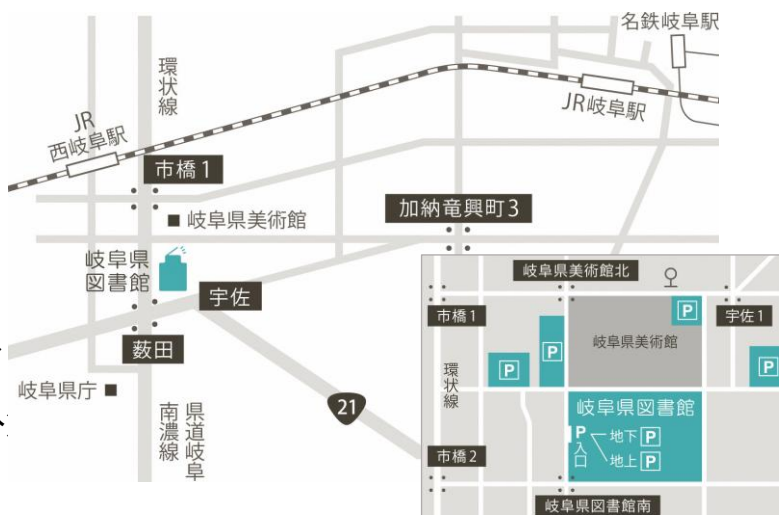 名鉄岐阜駅
環状線
JR岐阜駅
JR
西岐阜駅
市橋1
岐阜県美術館
加納竜興町3
岐阜県
図書館
宇佐
薮田
岐阜県庁
21
県道岐阜
南濃線
岐阜県美術館北
市橋1
P
宇佐1
岐阜県美術館
P
P
P
環状線
岐阜県図書館
P入口
地下P
地上P
市橋2
岐阜県図書館南